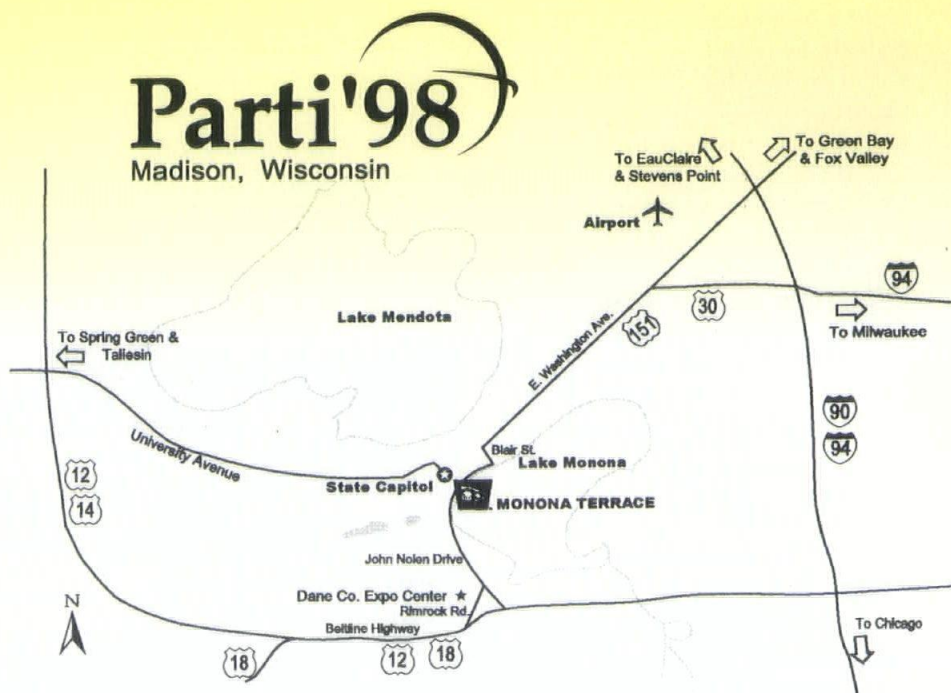 Parti'98
Madison, Wisconsin
To EauClaire
& Stevens Point
To Green Bay
& Fox Valley
Airport
94
30
To Milwaukee
151
E. Washington Ave.
Lake Mendota
To Spring Green &
Taliesin
90
94
University Avenue
Blair St.
Lake Monona
State Capitol
MONONA TERRACE
12
14
John Nolen Drive
Dane Co. Expo Center
Rimrock Rd.
Beltline Highway
N
18
12
18
To Chicago